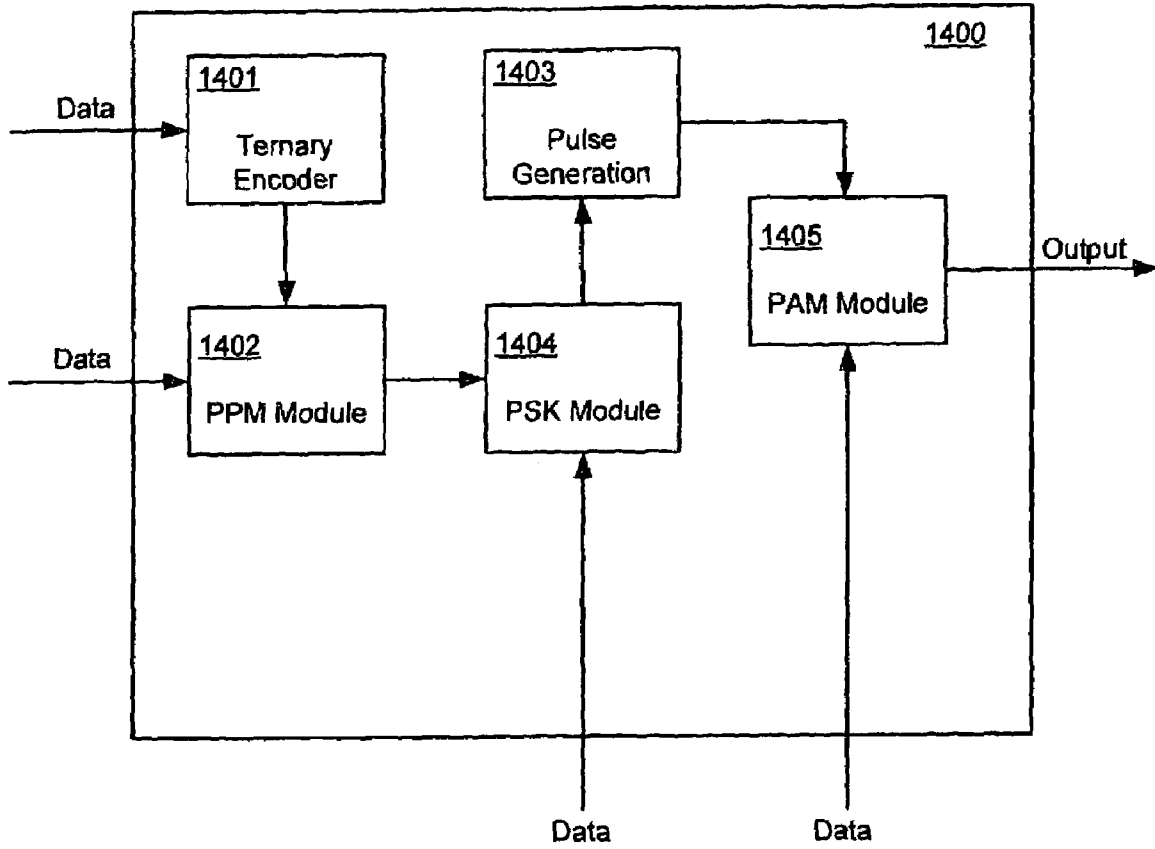 1400
1401
Ternary
Encoder
1403
Pulse
Generation
Data
1405
PAM Module
Output
1402
PPM Module
Data
1404
PSK Module
Data
Data